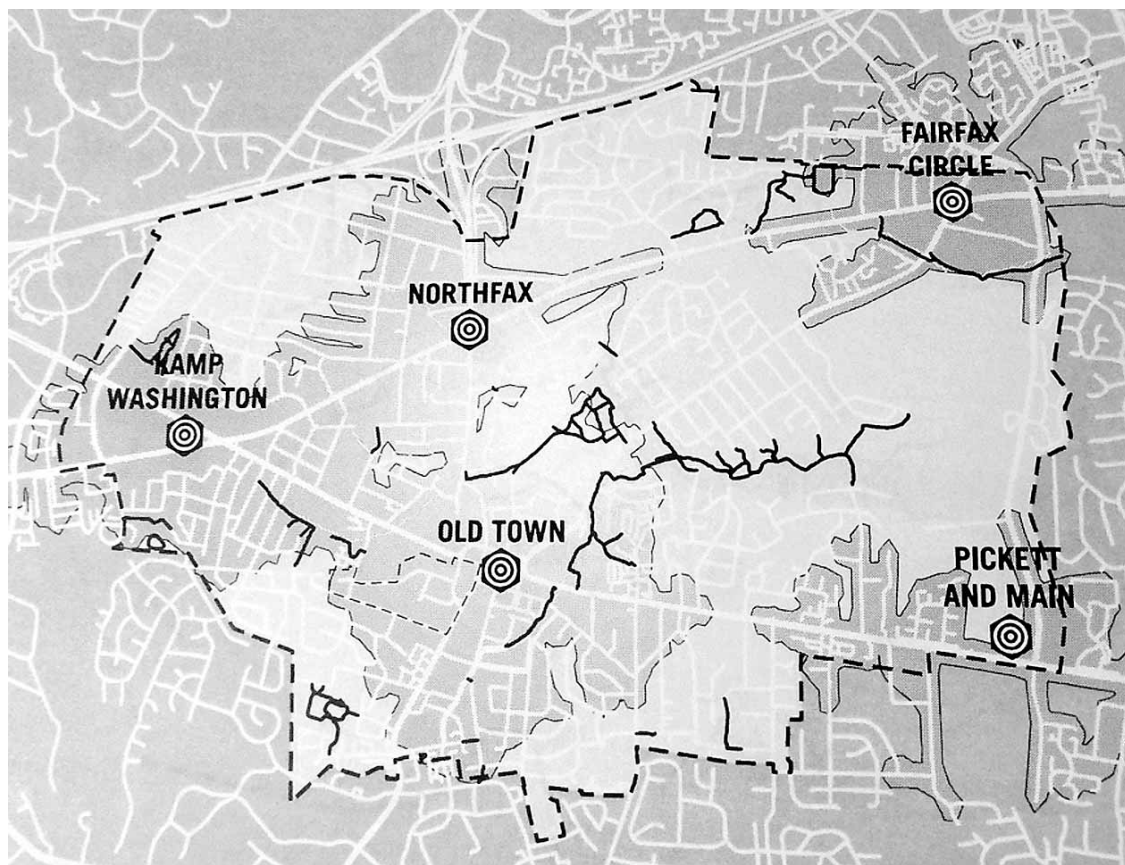 FAIRFAX
CIRCLE
NORTHFAX
KAMP
WASHINGTON
OLD TOWN
PICKETT
AND MAIN